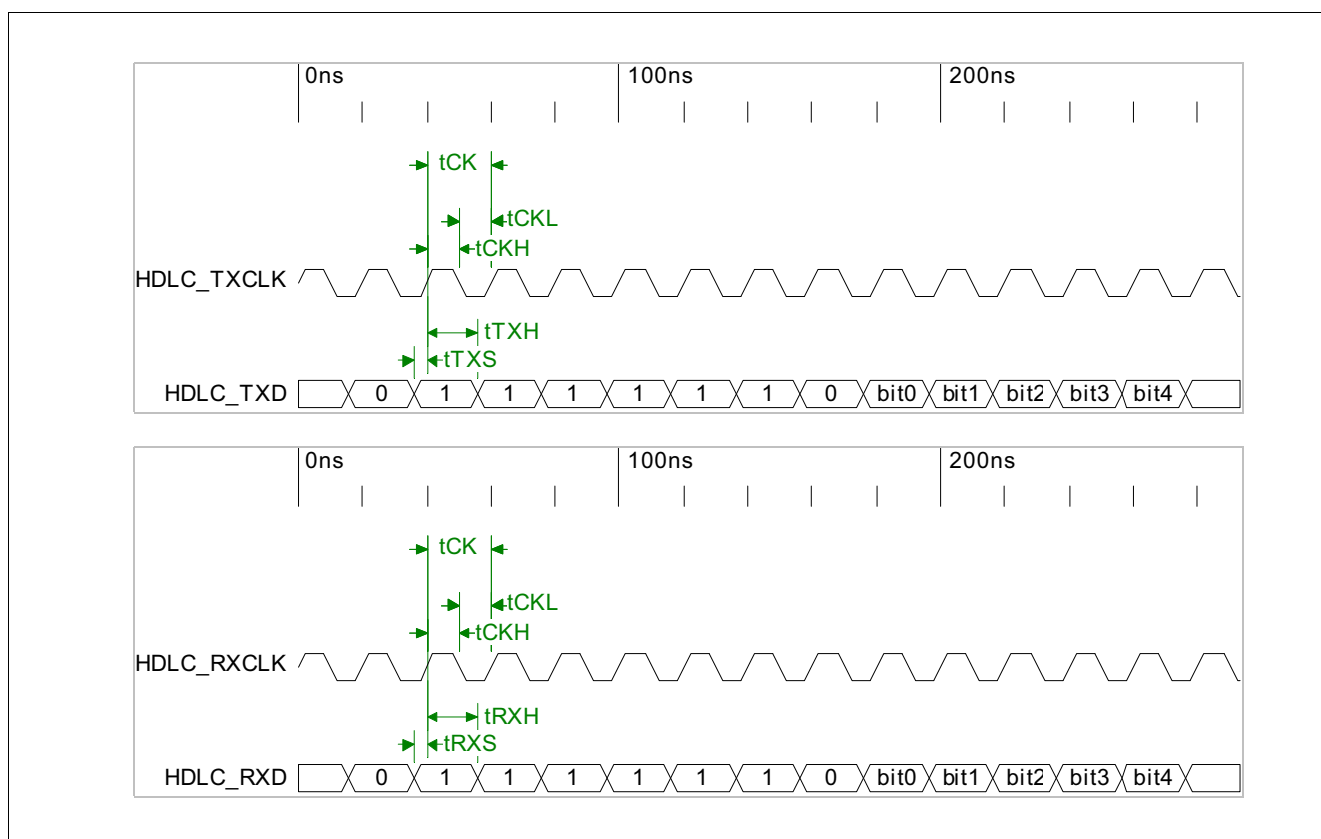 0ns 100ns 200ns
tCK
tCKL
tCKH
HDLC_TXCLK
tTXH
tTXS
HDLC_TXD 0 1 1 1 1 1 1 0 bit0 bit1 bit2 bit3 bit4
0ns 100ns 200ns
tCK
tCKL
tCKH
HDLC_RXCLK
tRXH
tRXS
HDLC_RXD 0 1 1 1 1 1 1 0 bit0 bit1 bit2 bit3 bit4